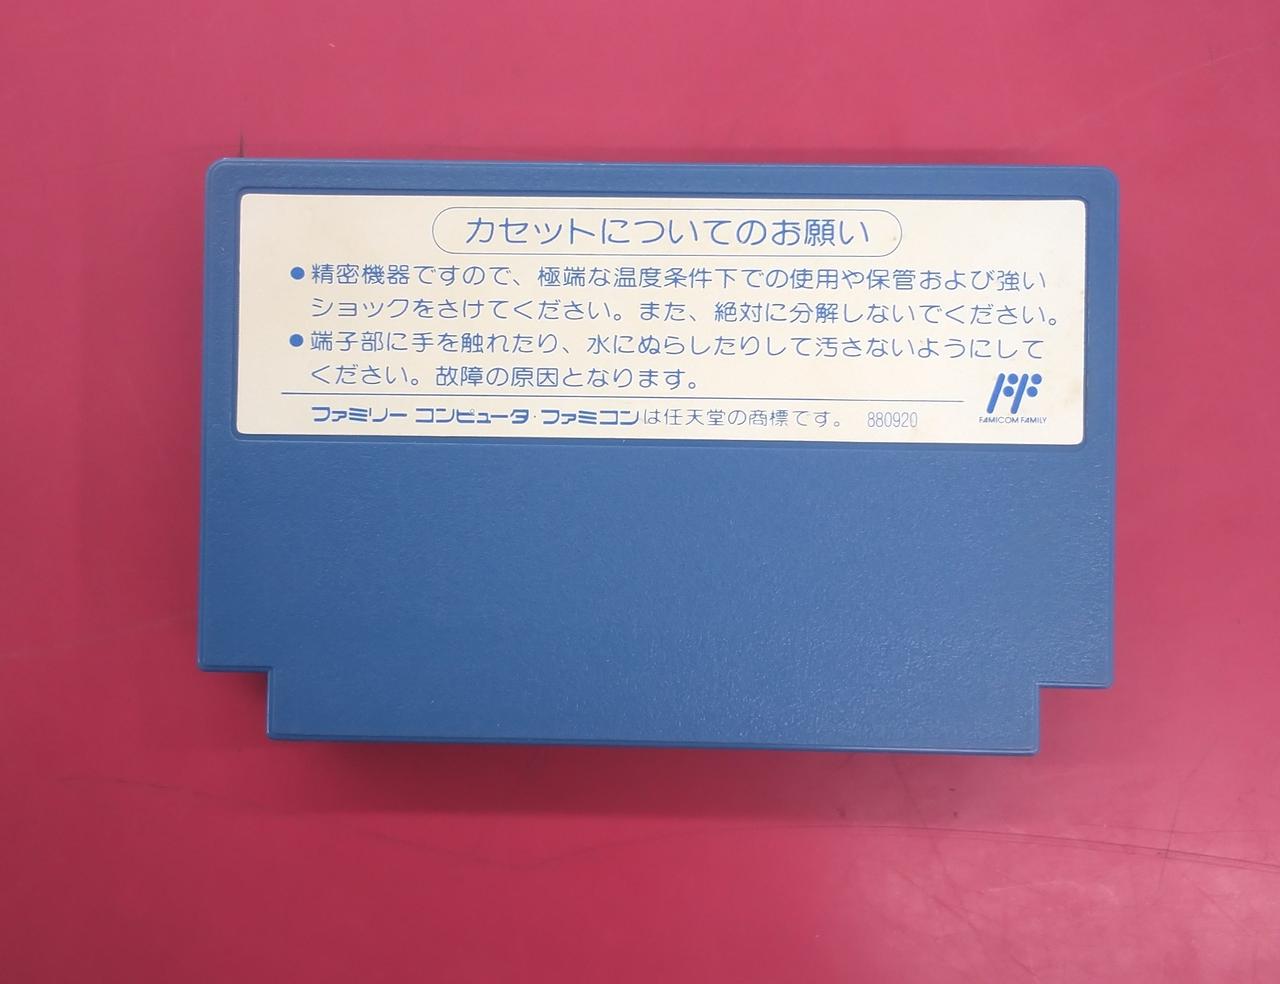 カセットについてのお願い
●精密機器ですので、極端な温度条件下での使用や保管および強い
ショックをさけてください。また、絶対に分解しないでください。
●端子部に手を触れたり、水にぬらしたりして汚さないようにして
ください。故障の原因となります。
ファミリー コンピュータ・ファミコンは任天堂の商標です。 880920
FAMICOM FAMILY